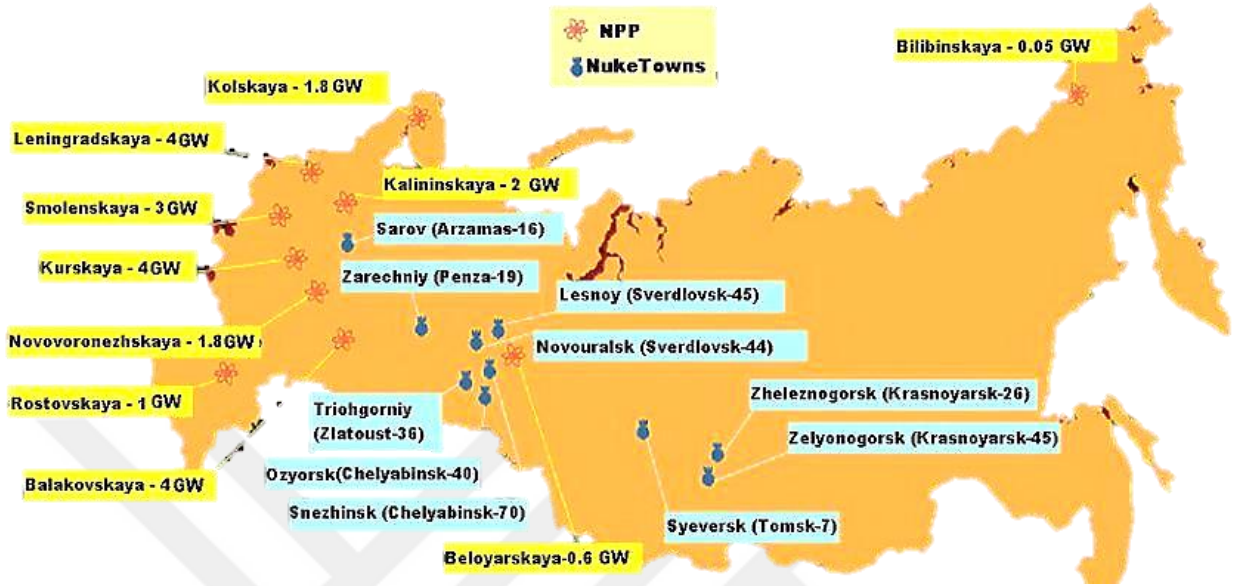 NPP
NukeTowns
Bilibinskaya - 0.05 GW
Kolskaya - 1.8 GW
Leningradskaya - 4GW
Kalininskaya - 2 GW
Smolenskaya - 3GW
Sarov (Arzamas-16)
Kurskaya - 4GW
Zarechniy (Penza-19)
Lesnoy (Sverdlovsk-45)
Novovoronezhskaya - 1.8GW
Novouralsk (Sverdlovsk-44)
Rostovskaya - 1 GW
Triohgorniy
(Zlatoust-36)
Zheleznogorsk (Krasnoyarsk-26)
Zelyonogorsk (Krasnoyarsk-45)
Ozyorsk(Chelyabinsk-40)
Balakovskaya - 4GW
Snezhinsk (Chelyabinsk-70)
Syeversk (Tomsk-7)
Beloyarskaya-0.6 GW